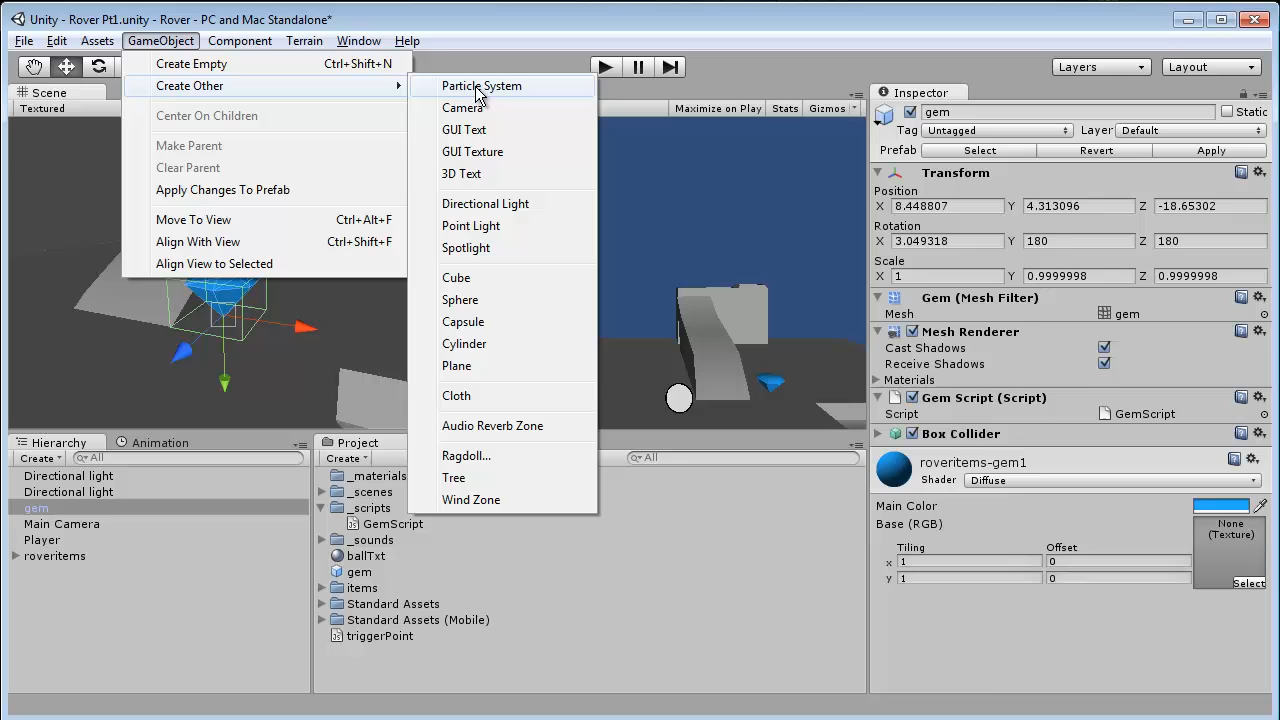 Unity - Rover Pt1.unity - Rover - PC and Mac Standalone*
File Edit Assets GameObject Component Terrain Window Help
Layers Layout
Create Empty Ctrl+Shift+N
Create Other
Center On Children
Make Parent
Clear Parent
Apply Changes To Prefab
Move To View Ctrl+Alt+F
Align With View Ctrl+Shift+F
Align View to Selected
Particle System
Camera
GUI Text
GUI Texture
3D Text
Directional Light
Point Light
Spotlight
Cube
Sphere
Capsule
Cylinder
Plane
Cloth
Audio Reverb Zone
Ragdoll...
Tree
Wind Zone
Scene
Textured
Maximize on Play Stats Gizmos
Hierarchy Animation
Create All
Directional light
Directional light
gem
Main Camera
Player
roveritems
Project
Create All
_materials
_scenes
_scripts
GemScript
_sounds
ballTxt
gem
items
Standard Assets
Standard Assets (Mobile)
triggerPoint
Inspector
gem Static
Tag Untagged Layer Default
Prefab Select Revert Apply
Transform
Position
X 8.448807 Y 4.313096 Z -18.65302
Rotation
X 3.049318 Y 180 Z 180
Scale
X 1 Y 0.9999998 Z 0.9999998
Gem (Mesh Filter)
Mesh gem
Mesh Renderer
Cast Shadows
Receive Shadows
Materials
Gem Script (Script)
Script GemScript
Box Collider
roveritems-gem1
Shader Diffuse
Main Color
Base (RGB)
None
(Texture)
Select
Tiling Offset
x 1 0
y 1 0